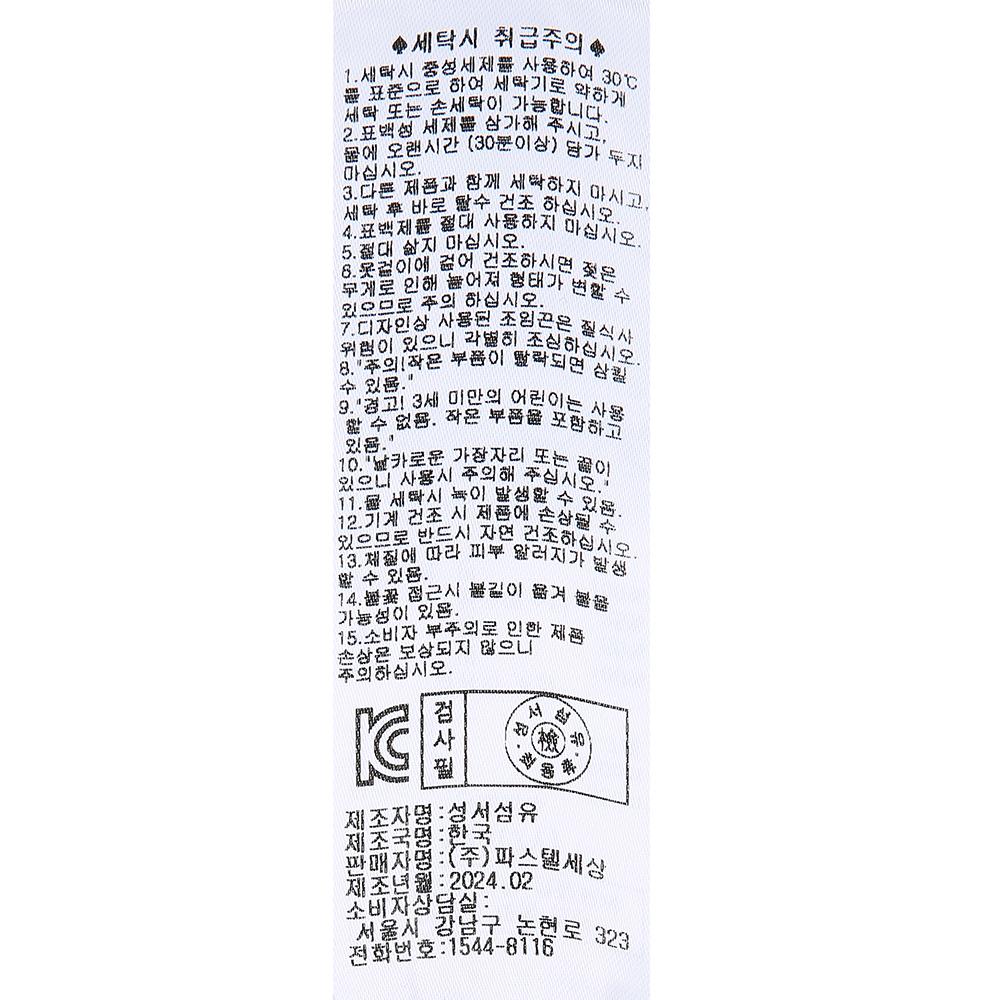 ♠세탁시 취급주의♠
1.세탁시 중성세제를 사용하여 30℃
를 표준으로 하여 세탁기로 약하게
세탁 또는 손세탁이 가능합니다.
2.표백성 세제를 삼가해 주시고,
물에 오랜시간 (30분이상) 담가 두지
마십시오.
3.다른 제품과 함께 세탁하지 마시고,
세탁 후 바로 탈수 건조 하십시오.
4.표백제를 절대 사용하지 마십시오.
5.절대 삶지 마십시오.
6.옷걸이에 걸어 건조하시면 젖은
무게로 인해 늘어져 형태가 변할 수
있으므로 주의 하십시오.
7.디자인상 사용된 조임끈은 질식사
위험이 있으니 각별히 조심하십시오.
8."주의!작은 부품이 탈락되면 삼킬
수 있음."
9."경고! 3세 미만의 어린이는 사용
할 수 없음. 작은 부품을 포함하고
있음."
10."날카로운 가장자리 또는 끝이
있으니 사용시 주의해 주십시오."
11.물 세탁시 녹이 발생할 수 있음.
12.기계 건조 시 제품에 손상될 수
있으므로 반드시 자연 건조하십시오.
13.체질에 따라 피부 알러지가 발생
할 수 있음.
14.불꽃 접근시 불길이 옮겨 붙을
가능성이 있음.
15.소비자 부주의로 인한 제품
손상은 보상되지 않으니
주의하십시오.
KC
검사필
성서섬유
檢
품질용
제조자명:성서섬유
제조국명:한국
판매자명:(주)파스텔세상
제조년월:2024.02
소비자상담실:
서울시 강남구 논현로 323
전화번호:1544-8116